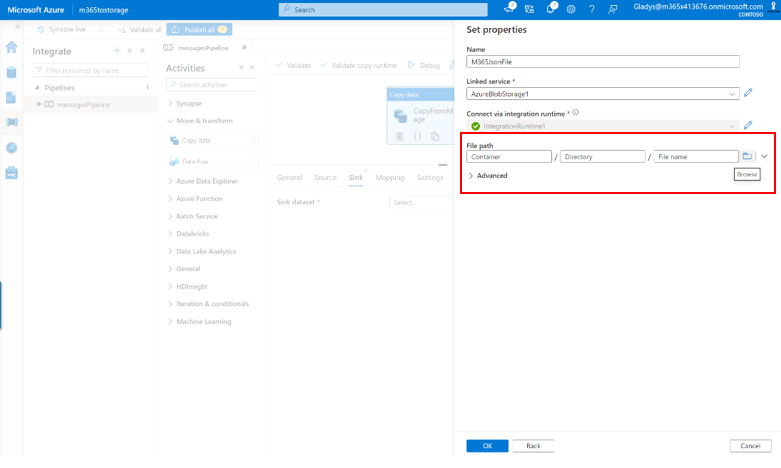 Microsoft Azure
m365tostorage
Search
Gladys@m365x413676.onmicrosoft.com
CONTOSO
Synapse live
Validate all
Publish all
Integrate
Filter resources by name
Pipelines
1
messagesPipeline
messagesPipeline
Activities
Search activities
Synapse
Move & transform
Copy data
Data flow
Azure Data Explorer
Azure Function
Batch Service
Databricks
Data Lake Analytics
General
HDInsight
Iteration & conditionals
Machine Learning
Validate
Validate copy runtime
Debug
Copy data
CopyFromM
age
General
Source
Sink
1
Mapping
Settings
Sink dataset *
Select...
Set properties
Name
M365JsonFile
Linked service *
AzureBlobStorage1
Connect via integration runtime *
IntegrationRuntime1
File path
Container / Directory / File name
Browse
Advanced
OK
Back
Cancel